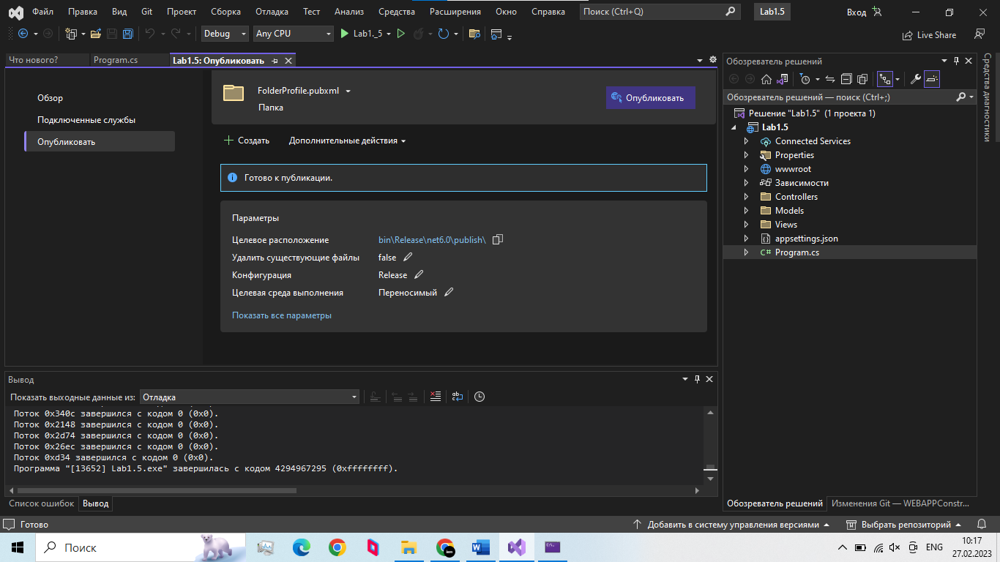 Файл Правка Вид Git Проект Сборка Отладка Тест Анализ Средства Расширения Окно Справка Поиск (Ctrl+Q) Lab1.5 Вход
Debug Any CPU Lab1._5 Live Share
Что нового? Program.cs Lab1.5: Опубликовать
Обзор
Подключенные службы
Опубликовать
FolderProfile.pubxml
Папка
Опубликовать
Создать Дополнительные действия
Готово к публикации.
Параметры
Целевое расположение bin\Release\net6.0\publish\
Удалить существующие файлы false
Конфигурация Release
Целевая среда выполнения Переносимый
Показать все параметры
Обозреватель решений
Обозреватель решений — поиск (Ctrl+;)
Решение "Lab1.5" (1 проекта 1)
Lab1.5
Connected Services
Properties
wwwroot
Зависимости
Controllers
Models
Views
appsettings.json
C# Program.cs
Средства диагностики
Вывод
Показать выходные данные из: Отладка
Поток 0x340c завершился с кодом 0 (0x0).
Поток 0x2148 завершился с кодом 0 (0x0).
Поток 0x2d74 завершился с кодом 0 (0x0).
Поток 0x26ec завершился с кодом 0 (0x0).
Поток 0xd34 завершился с кодом 0 (0x0).
Программа "[13652] Lab1.5.exe" завершилась с кодом 4294967295 (0xffffffff).
Список ошибок Вывод
Обозреватель решений Изменения Git — WEBAPPConstr...
Готово Добавить в систему управления версиями Выбрать репозиторий
Поиск ENG 10:17
27.02.2023